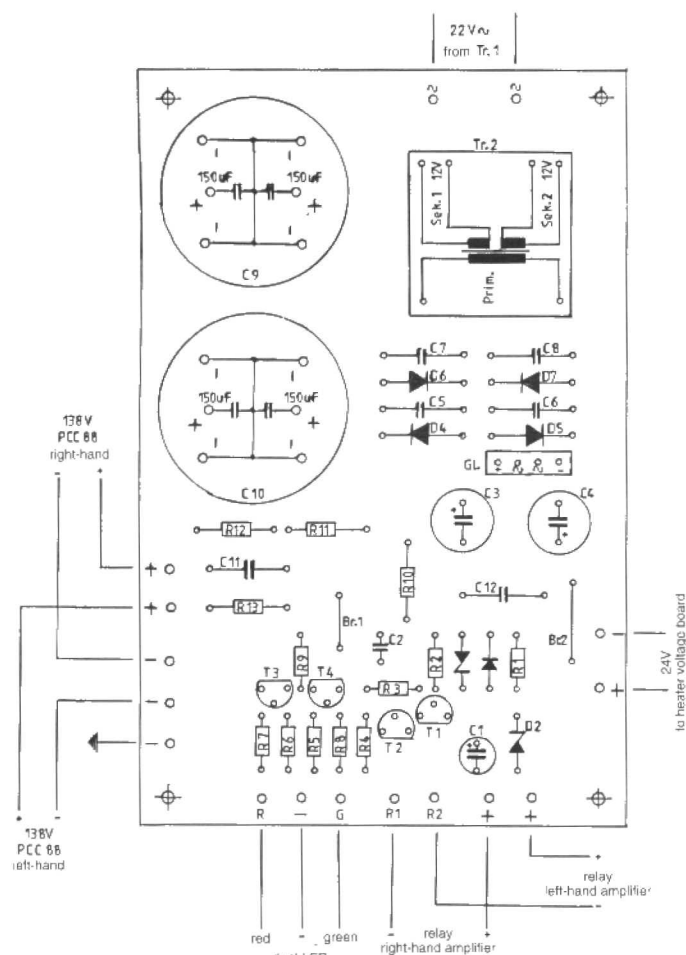 22V~
from Tr.1
Tr.2
Sek.1 12V
Sek.2 12V
Prim.
150uF 150uF
+ +
C9
150uF 150uF
+ +
C10
C7 C8
D6 D7
C5 C6
D4 D5
GL
C3 C4
138V
PCC 88
right-hand
- +
R12 R11
C11
R10
C12
R13
Br.1
Br.2
C2
R9
R2
R1
T3 T4
R3
T1
T2
R7 R6 R5 R8 R4
C1
D2
+
+
-
-
-
-
+
24V
to heater voltage board
R - G R1 R2 + +
+ -
138V
PCC 88
left-hand
+
relay
left-hand amplifier
-
red - green
- relay +
right-hand amplifier